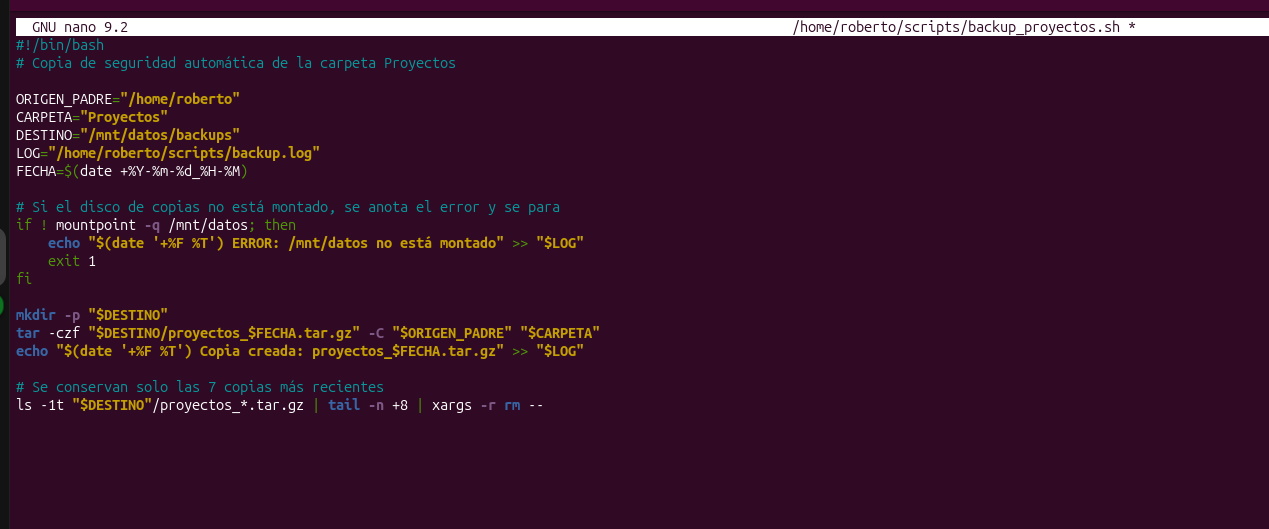 GNU nano 9.2 /home/roberto/scripts/backup_proyectos.sh *
#!/bin/bash
# Copia de seguridad automática de la carpeta Proyectos

ORIGEN_PADRE="/home/roberto"
CARPETA="Proyectos"
DESTINO="/mnt/datos/backups"
LOG="/home/roberto/scripts/backup.log"
FECHA=$(date +%Y-%m-%d_%H-%M)

# Si el disco de copias no está montado, se anota el error y se para
if ! mountpoint -q /mnt/datos; then
    echo "$(date '+%F %T') ERROR: /mnt/datos no está montado" >> "$LOG"
    exit 1
fi

mkdir -p "$DESTINO"
tar -czf "$DESTINO/proyectos_$FECHA.tar.gz" -C "$ORIGEN_PADRE" "$CARPETA"
echo "$(date '+%F %T') Copia creada: proyectos_$FECHA.tar.gz" >> "$LOG"

# Se conservan solo las 7 copias más recientes
ls -1t "$DESTINO"/proyectos_*.tar.gz | tail -n +8 | xargs -r rm --